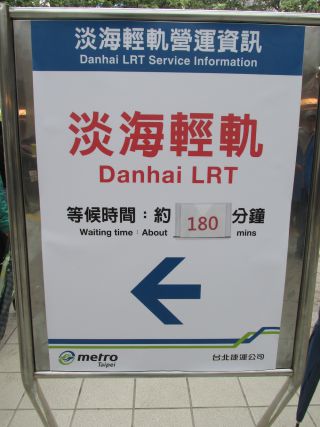 淡海輕軌營運資訊
Danhai LRT Service Information
淡海輕軌
Danhai LRT
等候時間：約 180 分鐘
Waiting time：About mins
metro
Taipei
台北捷運公司